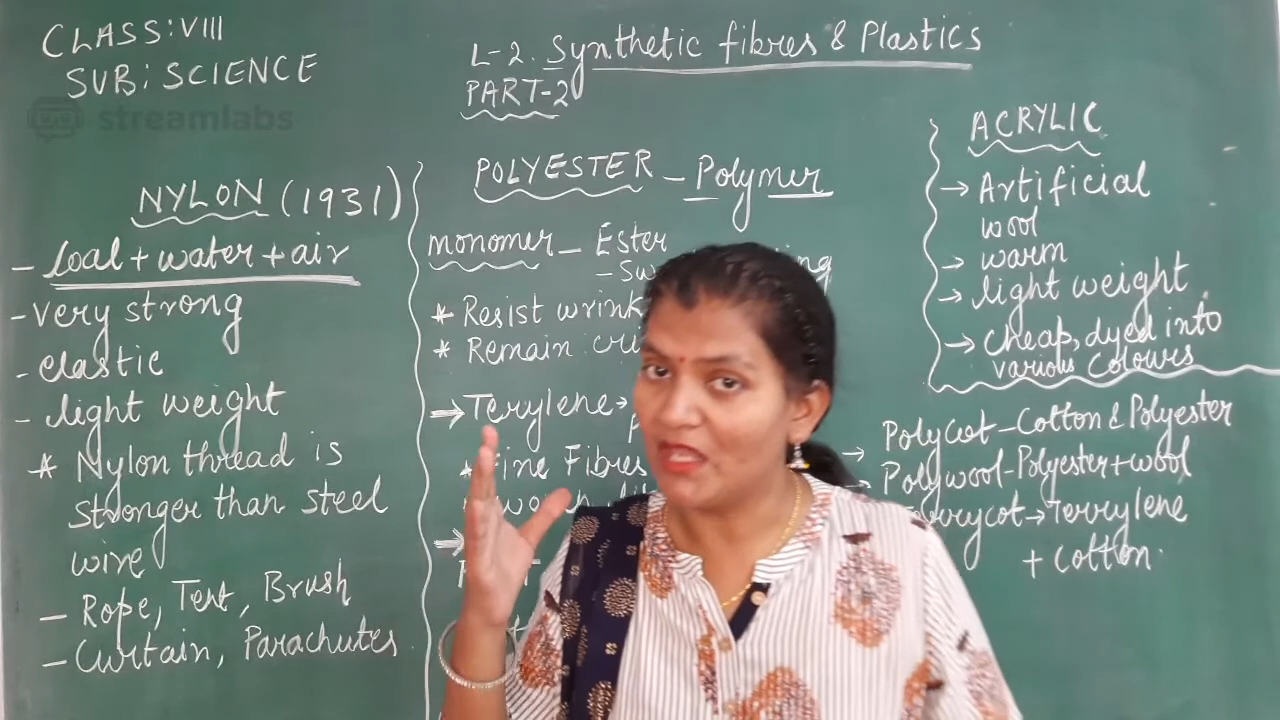 CLASS: VIII
SUB: SCIENCE
streamlabs
L-2. Synthetic fibres & Plastics
PART-2
NYLON (1931)
- Coal + water + air
- very strong
- elastic
- light weight
* Nylon thread is
stronger than steel
wire
- Rope, Tent, Brush
- Curtain, Parachutes
POLYESTER - Polymer
monomer - Ester
* Resist
* Remain
→ Terylene →
* Fine Fibres
ACRYLIC
→ Artificial
wool
→ warm
→ light weight
→ cheap, dyed into
various colours
→ Polycot - Cotton & Polyester
Polywool - Polyester + wool
→ Terrylene
+ cotton